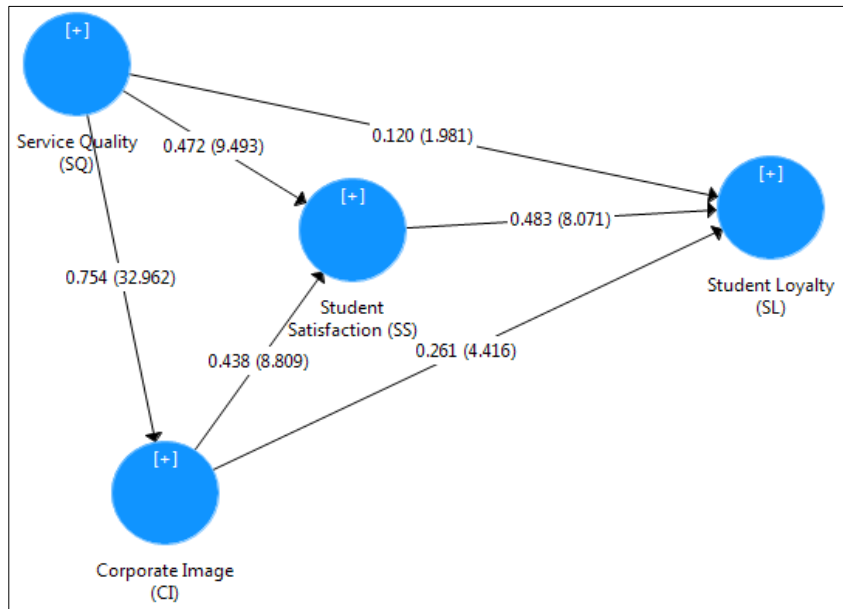 [+]
Service Quality
(SQ)
0.120 (1.981)
0.472 (9.493)
[+]
[+]
0.483 (8.071)
0.754 (32.962)
Student
Satisfaction (SS)
Student Loyalty
(SL)
0.438 (8.809)
0.261 (4.416)
[+]
Corporate Image
(CI)